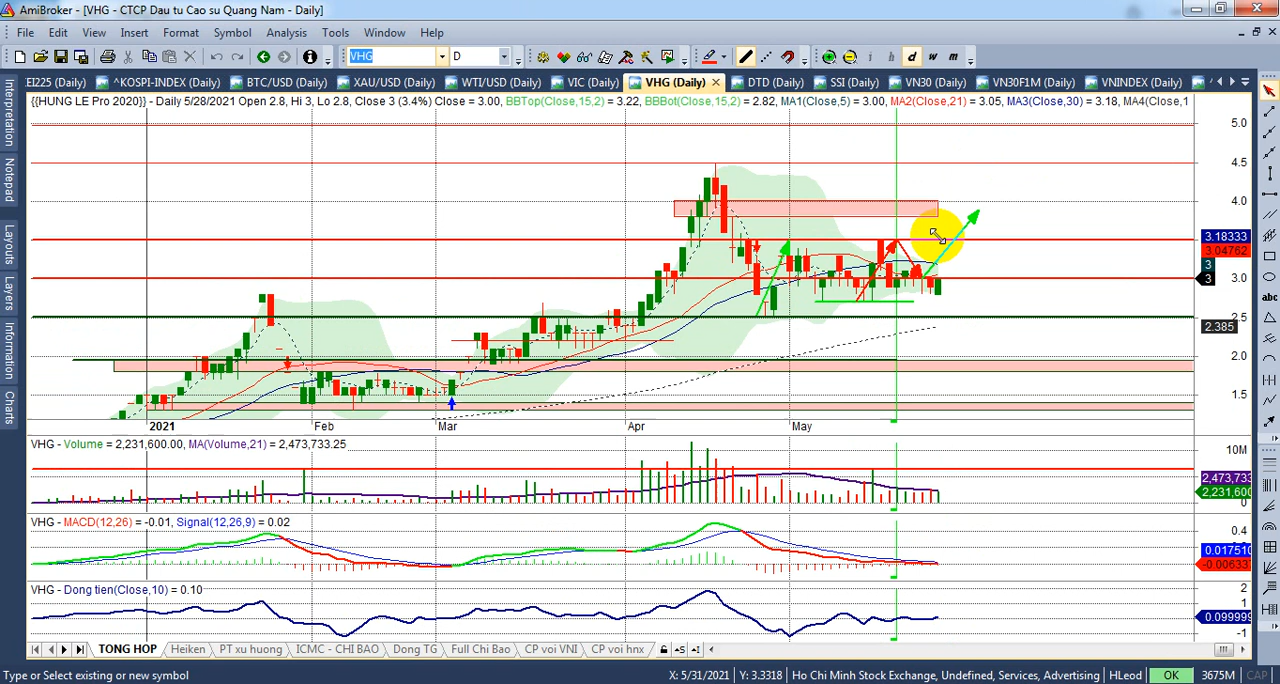 AmiBroker - [VHG - CTCP Dau tu Cao su Quang Nam - Daily]
File Edit View Insert Format Symbol Analysis Tools Window Help
VHG D i h d w m
EI225 (Daily) ^KOSPI-INDEX (Daily) BTC/USD (Daily) XAU/USD (Daily) WTI/USD (Daily) VIC (Daily) VHG (Daily) DTD (Daily) SSI (Daily) VN30 (Daily) VN30F1M (Daily) VNINDEX (Daily)
{{HUNG LE Pro 2020}} - Daily 5/28/2021 Open 2.8, Hi 3, Lo 2.8, Close 3 (3.4%) Close = 3.00, BBTop(Close,15,2) = 3.22, BBBot(Close,15,2) = 2.82, MA1(Close,5) = 3.00, MA2(Close,21) = 3.05, MA3(Close,30) = 3.18, MA4(Close,1
Interpretation
Notepad
Layouts
Layers
Information
Charts
abc
5.0
4.5
4.0
3.18333
3.04762
3
3.0
3
2.5
2.385
2.0
1.5
2021 Feb Mar Apr May
VHG - Volume = 2,231,600.00, MA(Volume,21) = 2,473,733.25
10M
2,473,733
2,231,600
0
VHG - MACD(12,26) = -0.01, Signal(12,26,9) = 0.02
0.4
0.017510
-0.00633
VHG - Dong tien(Close,10) = 0.10
2
1
0.099999
-1
TONG HOP Heiken PT xu huong ICMC - CHI BAO Dong TG Full Chi Bao CP voi VNI CP voi hnx
Type or Select existing or new symbol X: 5/31/2021 Y: 3.3318 Ho Chi Minh Stock Exchange, Undefined, Services, Advertising HLeod OK 3675M CAP